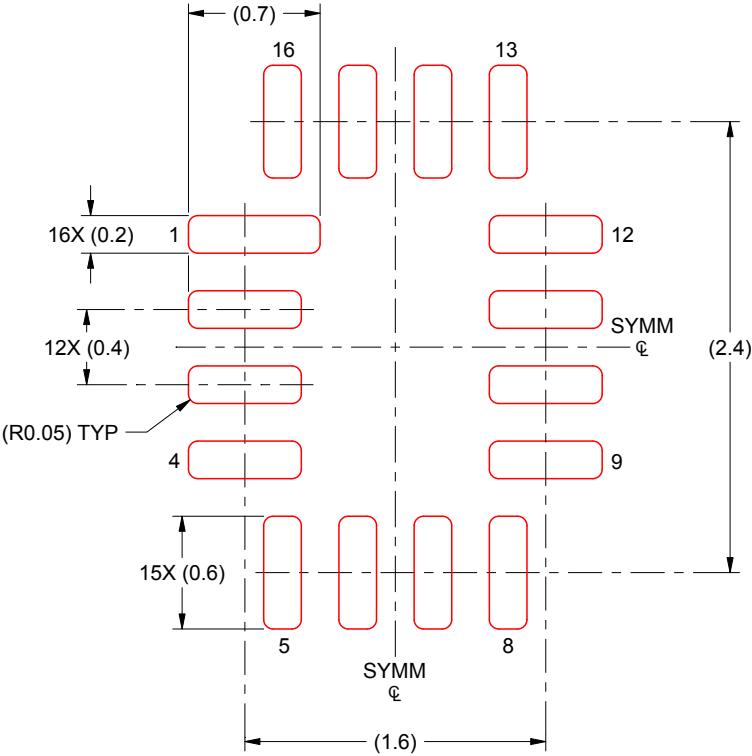 (0.7)
16
13
16X (0.2)
1
12
12X (0.4)
SYMM
℄
(2.4)
(R0.05) TYP
4
9
15X (0.6)
5
8
SYMM
℄
(1.6)